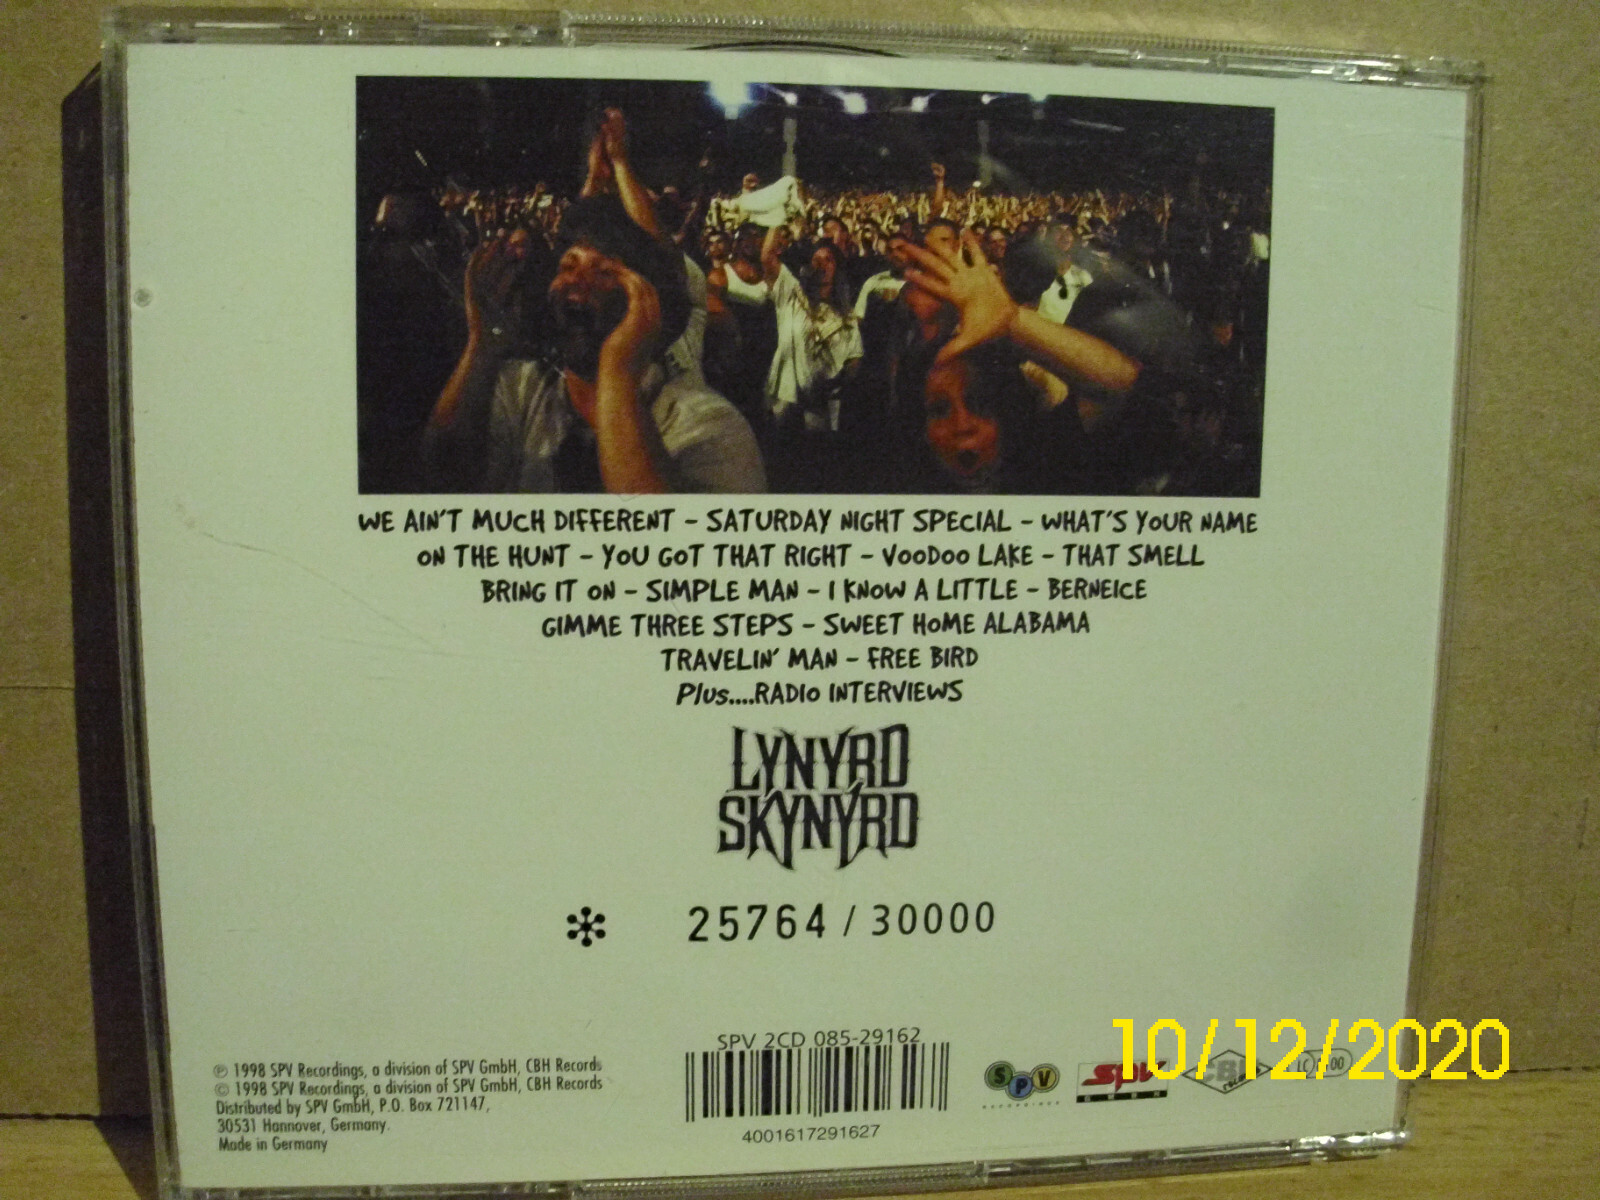 WE AIN'T MUCH DIFFERENT - SATURDAY NIGHT SPECIAL - WHAT'S YOUR NAME
ON THE HUNT - YOU GOT THAT RIGHT - VOODOO LAKE - THAT SMELL
BRING IT ON - SIMPLE MAN - I KNOW A LITTLE - BERNEICE
GIMME THREE STEPS - SWEET HOME ALABAMA
TRAVELIN' MAN - FREE BIRD
Plus....RADIO INTERVIEWS
LYNYRD
SKYNYRD
* 25764 / 30000
SPV 2CD 085-29162
4001617291627
℗ 1998 SPV Recordings, a division of SPV GmbH, CBH Records
© 1998 SPV Recordings, a division of SPV GmbH, CBH Records
Distributed by SPV GmbH, P.O. Box 721147,
30531 Hannover, Germany.
Made in Germany
SPV
RECORDINGS
SPV
GMBH
10/12/2020